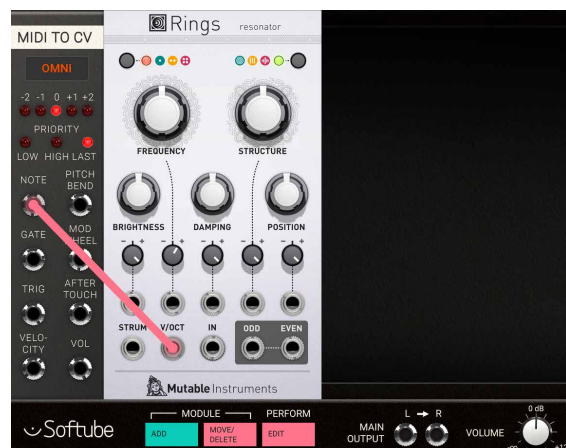 MIDI TO CV
OMNI
-2 -1 0 +1 +2
PRIORITY
LOW HIGH LAST
NOTE
PITCH
BEND
GATE
MOD
WHEEL
TRIG
AFTER
TOUCH
VELO-
CITY
VOL
Rings resonator
FREQUENCY
STRUCTURE
BRIGHTNESS
DAMPING
POSITION
- + - + - + - + - +
STRUM
V/OCT
IN
ODD
EVEN
Mutable Instruments
Softube
MODULE
ADD
MOVE/
DELETE
PERFORM
EDIT
MAIN
OUTPUT
L → R
VOLUME
0 dB
-∞